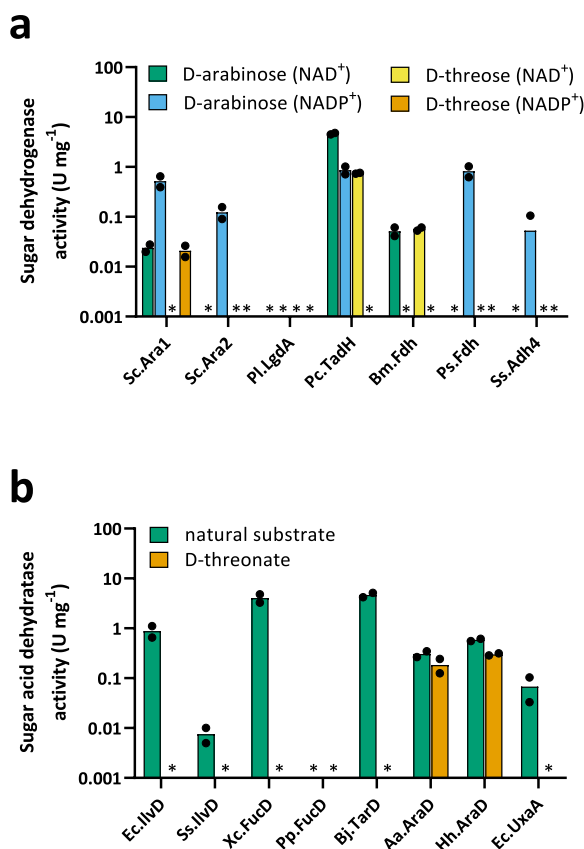 a
Sugar dehydrogenase
activity (U mg⁻¹)
100
10
1
0.1
0.01
0.001
D-arabinose (NAD⁺)
D-threose (NAD⁺)
D-arabinose (NADP⁺)
D-threose (NADP⁺)
* * * * * * * * * * * * * * * * * *
Sc.Ara1
Sc.Ara2
Pl.LgdA
Pc.TadH
Bm.Fdh
Ps.Fdh
Ss.Adh4
b
Sugar acid dehydratase
activity (U mg⁻¹)
100
10
1
0.1
0.01
0.001
natural substrate
D-threonate
* * * * * * *
Ec.IlvD
Ss.IlvD
Xc.FucD
Pp.FucD
Bj.TarD
Aa.AraD
Hh.AraD
Ec.UxaA